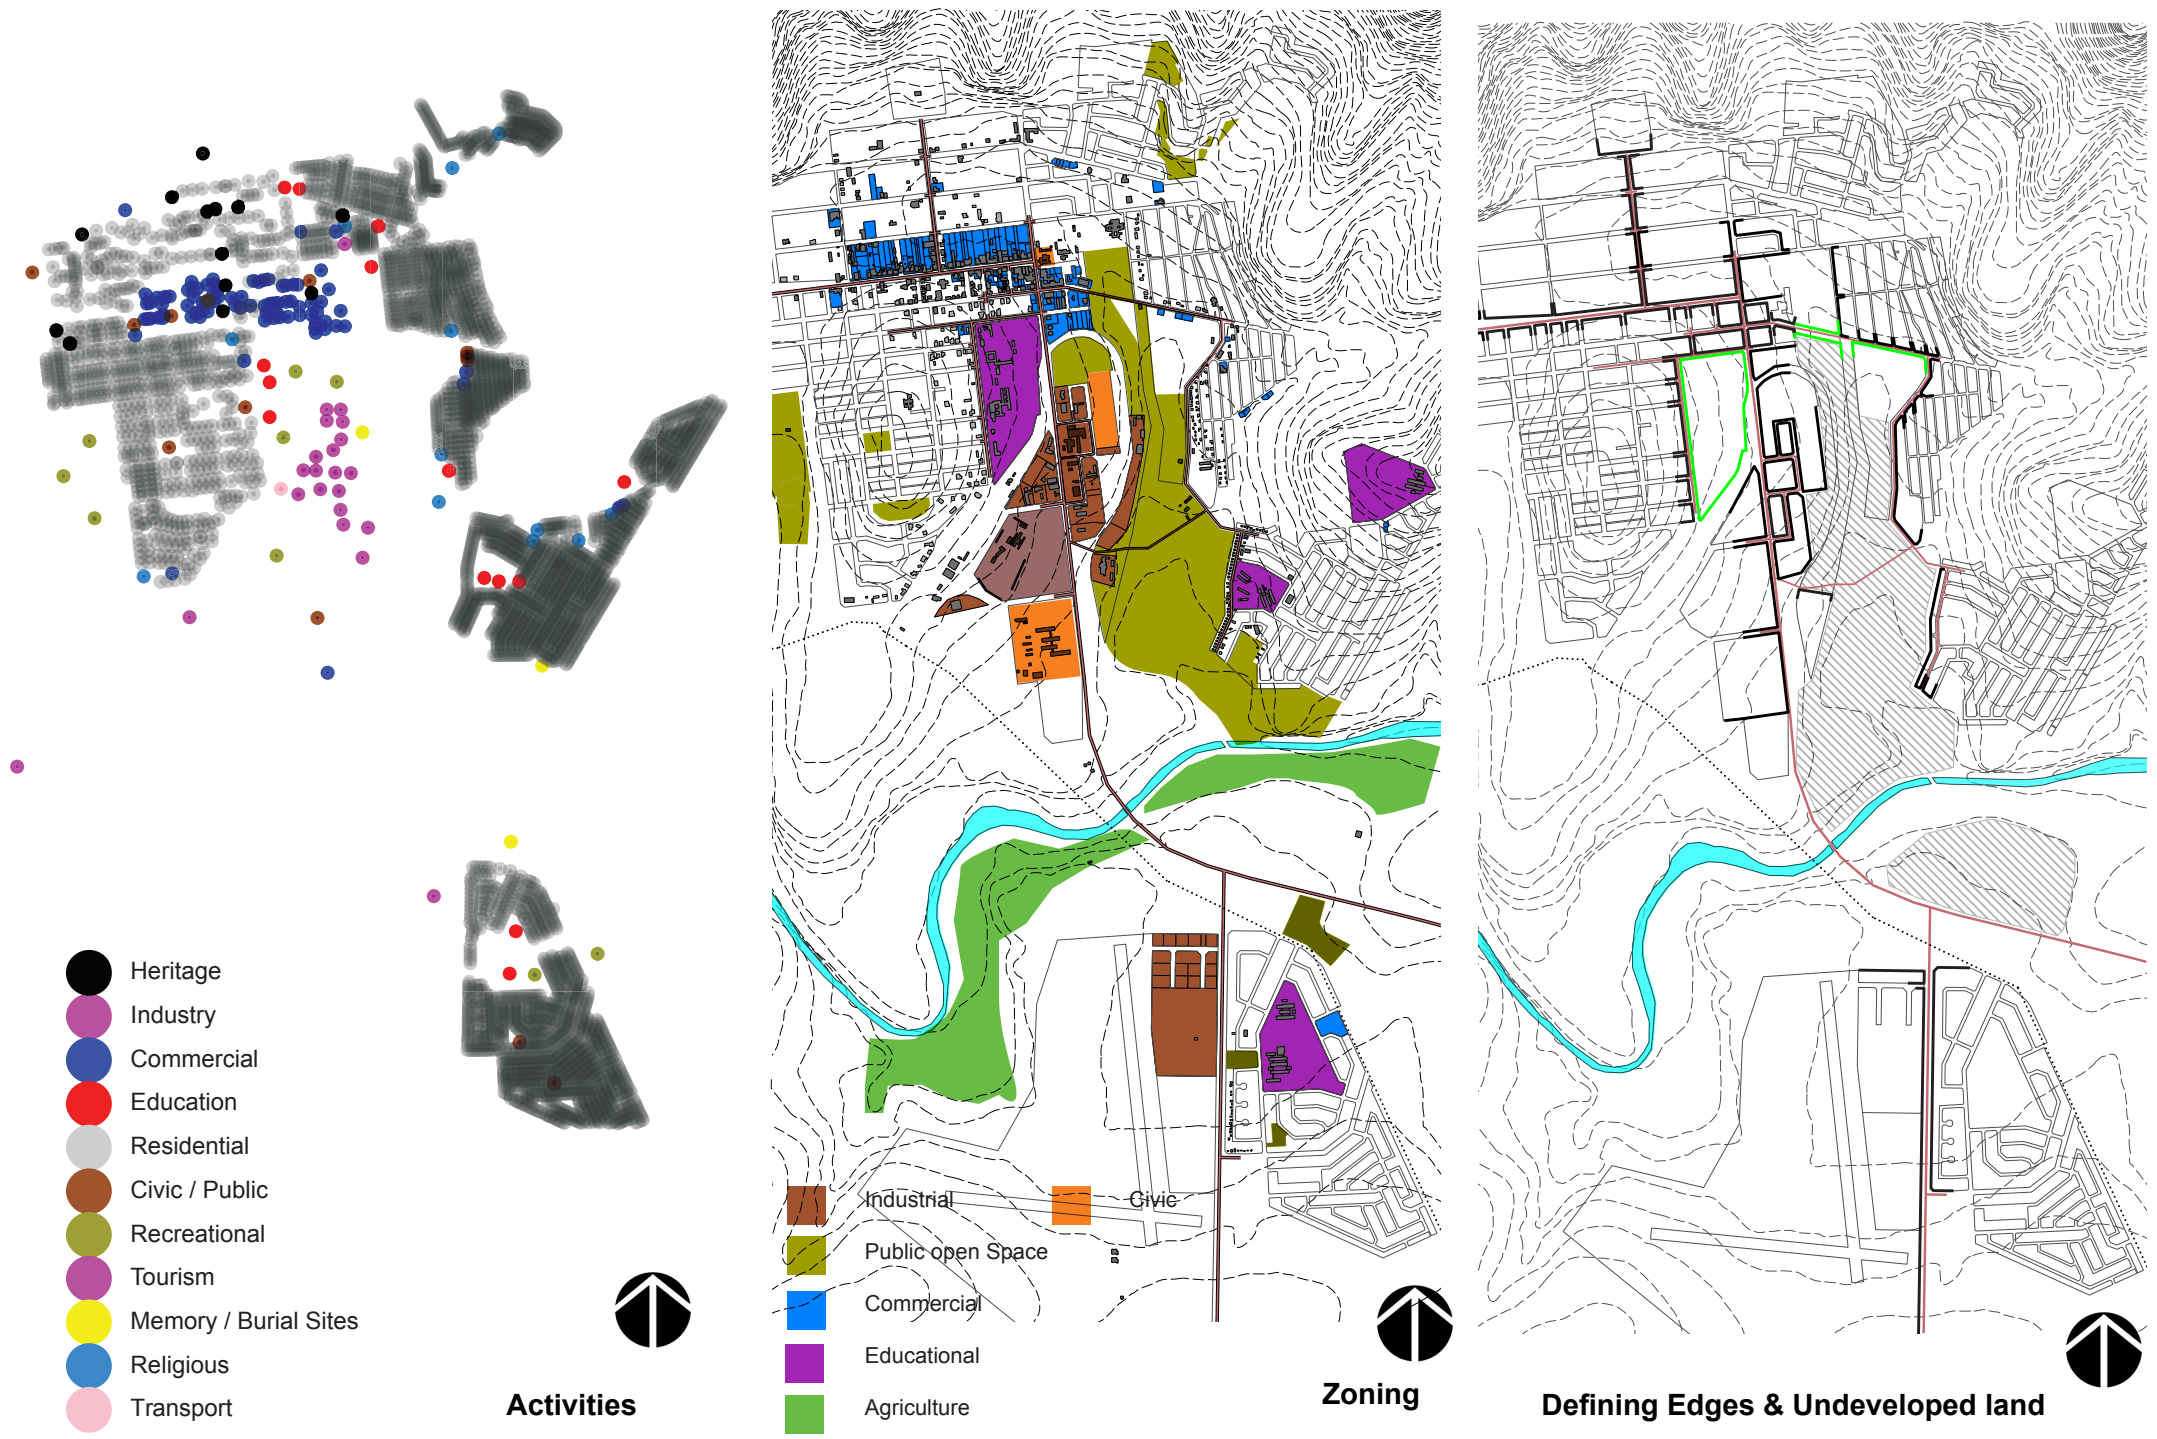 Heritage
Industry
Commercial
Education
Residential
Civic / Public
Recreational
Tourism
Memory / Burial Sites
Religious
Transport
Activities
Industrial
Civic
Public open Space
Commercial
Educational
Agriculture
Zoning
Defining Edges & Undeveloped land